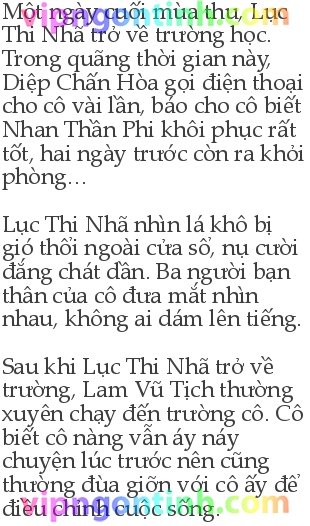 Một ngày cuối mùa thu, Lục
Thi Nhã trở về trường học.
Trong quãng thời gian này,
Diệp Chấn Hòa gọi điện thoại
cho cô vài lần, báo cho cô biết
Nhan Thần Phi khôi phục rất
tốt, hai ngày trước còn ra khỏi
phòng...
Lục Thi Nhã nhìn lá khô bị
gió thổi ngoài cửa sổ, nụ cười
đắng chát dần. Ba người bạn
thân của cô đưa mắt nhìn
nhau, không ai dám lên tiếng.
Sau khi Lục Thi Nhã trở về
trường, Lam Vũ Tịch thường
xuyên chạy đến trường cô. Cô
biết cô nàng vẫn áy náy
chuyện lúc trước nên cũng
thường đùa giỡn với cô ấy để
điều chỉnh cuộc sống.
vipngontinh.com
vipngontinh.com